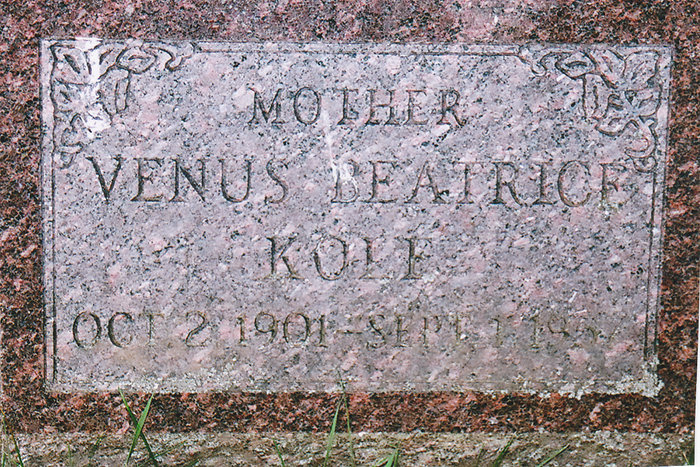 MOTHER
VENUS BEATRICE
KOLE
OCT 2 1901 - SEPT 1